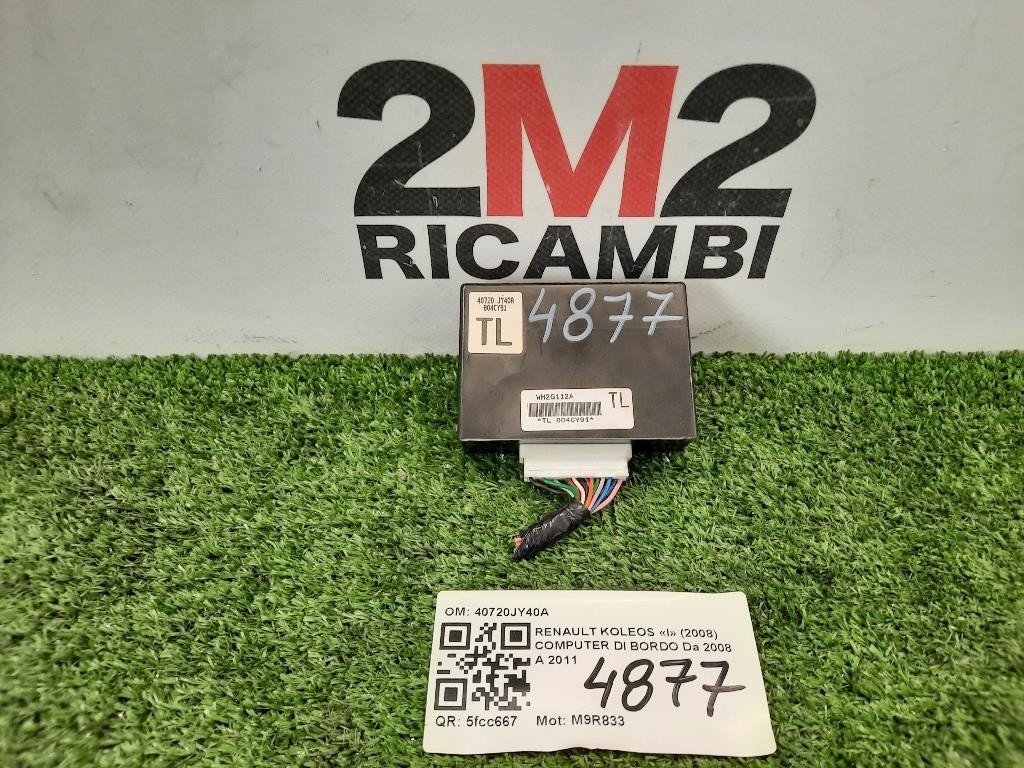 2M2
RICAMBI
40720 JY40A
804CY91
TL
4877
WH2G112A
TL
*TL 804CY91*
OM: 40720JY40A
RENAULT KOLEOS «I» (2008)
COMPUTER DI BORDO Da 2008
A 2011
4877
QR: 5fcc667 Mot: M9R833